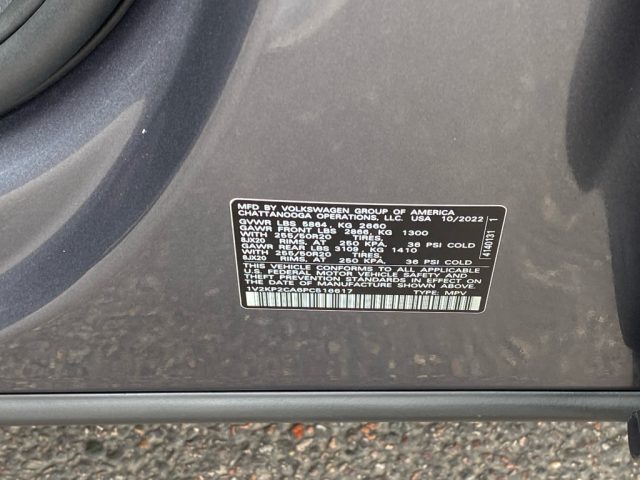 MFD BY VOLKSWAGEN GROUP OF AMERICA
CHATTANOOGA OPERATIONS, LLC. USA 10/2022
GVWR LBS 5864, KG 2660
GAWR FRONT LBS 2866, KG 1300
WITH 255/50R20 TIRES,
8JX20 RIMS, AT 250 KPA, 36 PSI COLD
GAWR REAR LBS 3109, KG 1410
WITH 255/50R20 TIRES,
8JX20 RIMS, AT 250 KPA, 36 PSI COLD
THIS VEHICLE CONFORMS TO ALL APPLICABLE
U.S. FEDERAL MOTOR VEHICLE SAFETY AND
THEFT PREVENTION STANDARDS IN EFFECT ON
THE DATE OF MANUFACTURE SHOWN ABOVE.
1V2KP2CA6PC516917 TYPE: MPV
4140131 1